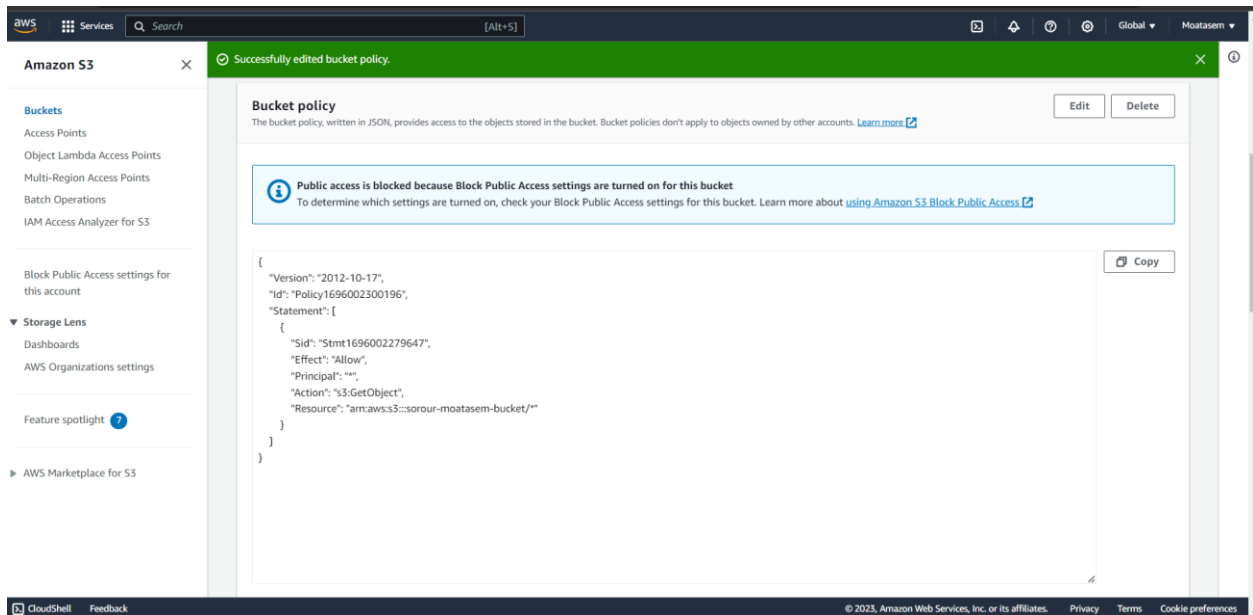 aws
Services
Search
[Alt+S]
Global
Moatasem
Amazon S3
Successfully edited bucket policy.
Buckets
Access Points
Object Lambda Access Points
Multi-Region Access Points
Batch Operations
IAM Access Analyzer for S3
Block Public Access settings for
this account
Storage Lens
Dashboards
AWS Organizations settings
Feature spotlight 7
AWS Marketplace for S3
Bucket policy
Edit
Delete
The bucket policy, written in JSON, provides access to the objects stored in the bucket. Bucket policies don't apply to objects owned by other accounts. Learn more
Public access is blocked because Block Public Access settings are turned on for this bucket
To determine which settings are turned on, check your Block Public Access settings for this bucket. Learn more about using Amazon S3 Block Public Access
Copy
{
"Version": "2012-10-17",
"Id": "Policy1696002300196",
"Statement": [
{
"Sid": "Stmt1696002279647",
"Effect": "Allow",
"Principal": "*",
"Action": "s3:GetObject",
"Resource": "arn:aws:s3:::sorour-moatasem-bucket/*"
}
]
}
CloudShell
Feedback
© 2023, Amazon Web Services, Inc. or its affiliates.
Privacy
Terms
Cookie preferences